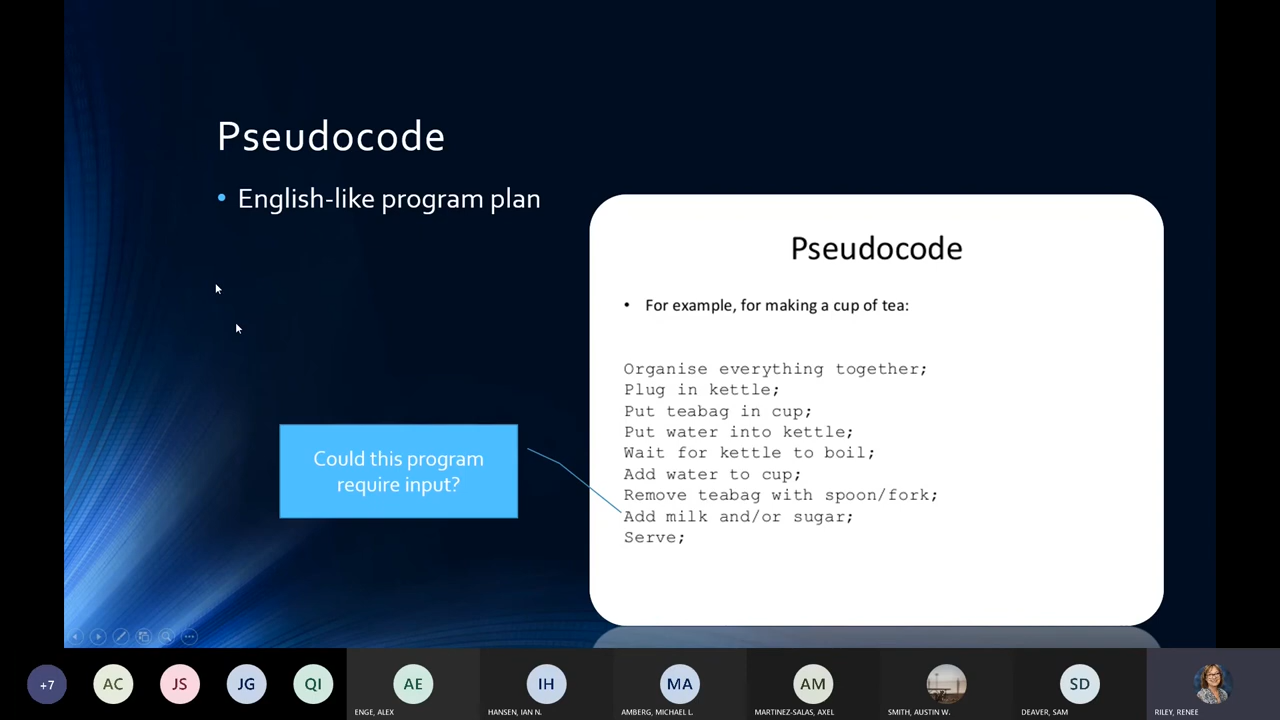 Pseudocode
• English-like program plan
Pseudocode
• For example, for making a cup of tea:
Organise everything together;
Plug in kettle;
Put teabag in cup;
Put water into kettle;
Wait for kettle to boil;
Add water to cup;
Remove teabag with spoon/fork;
Add milk and/or sugar;
Serve;
Could this program
require input?
+7
AC
JS
JG
QI
AE
IH
MA
AM
SD
ENGE, ALEX
HANSEN, IAN N.
AMBERG, MICHAEL L.
MARTINEZ-SALAS, AXEL
SMITH, AUSTIN W.
DEAVER, SAM
RILEY, RENEE